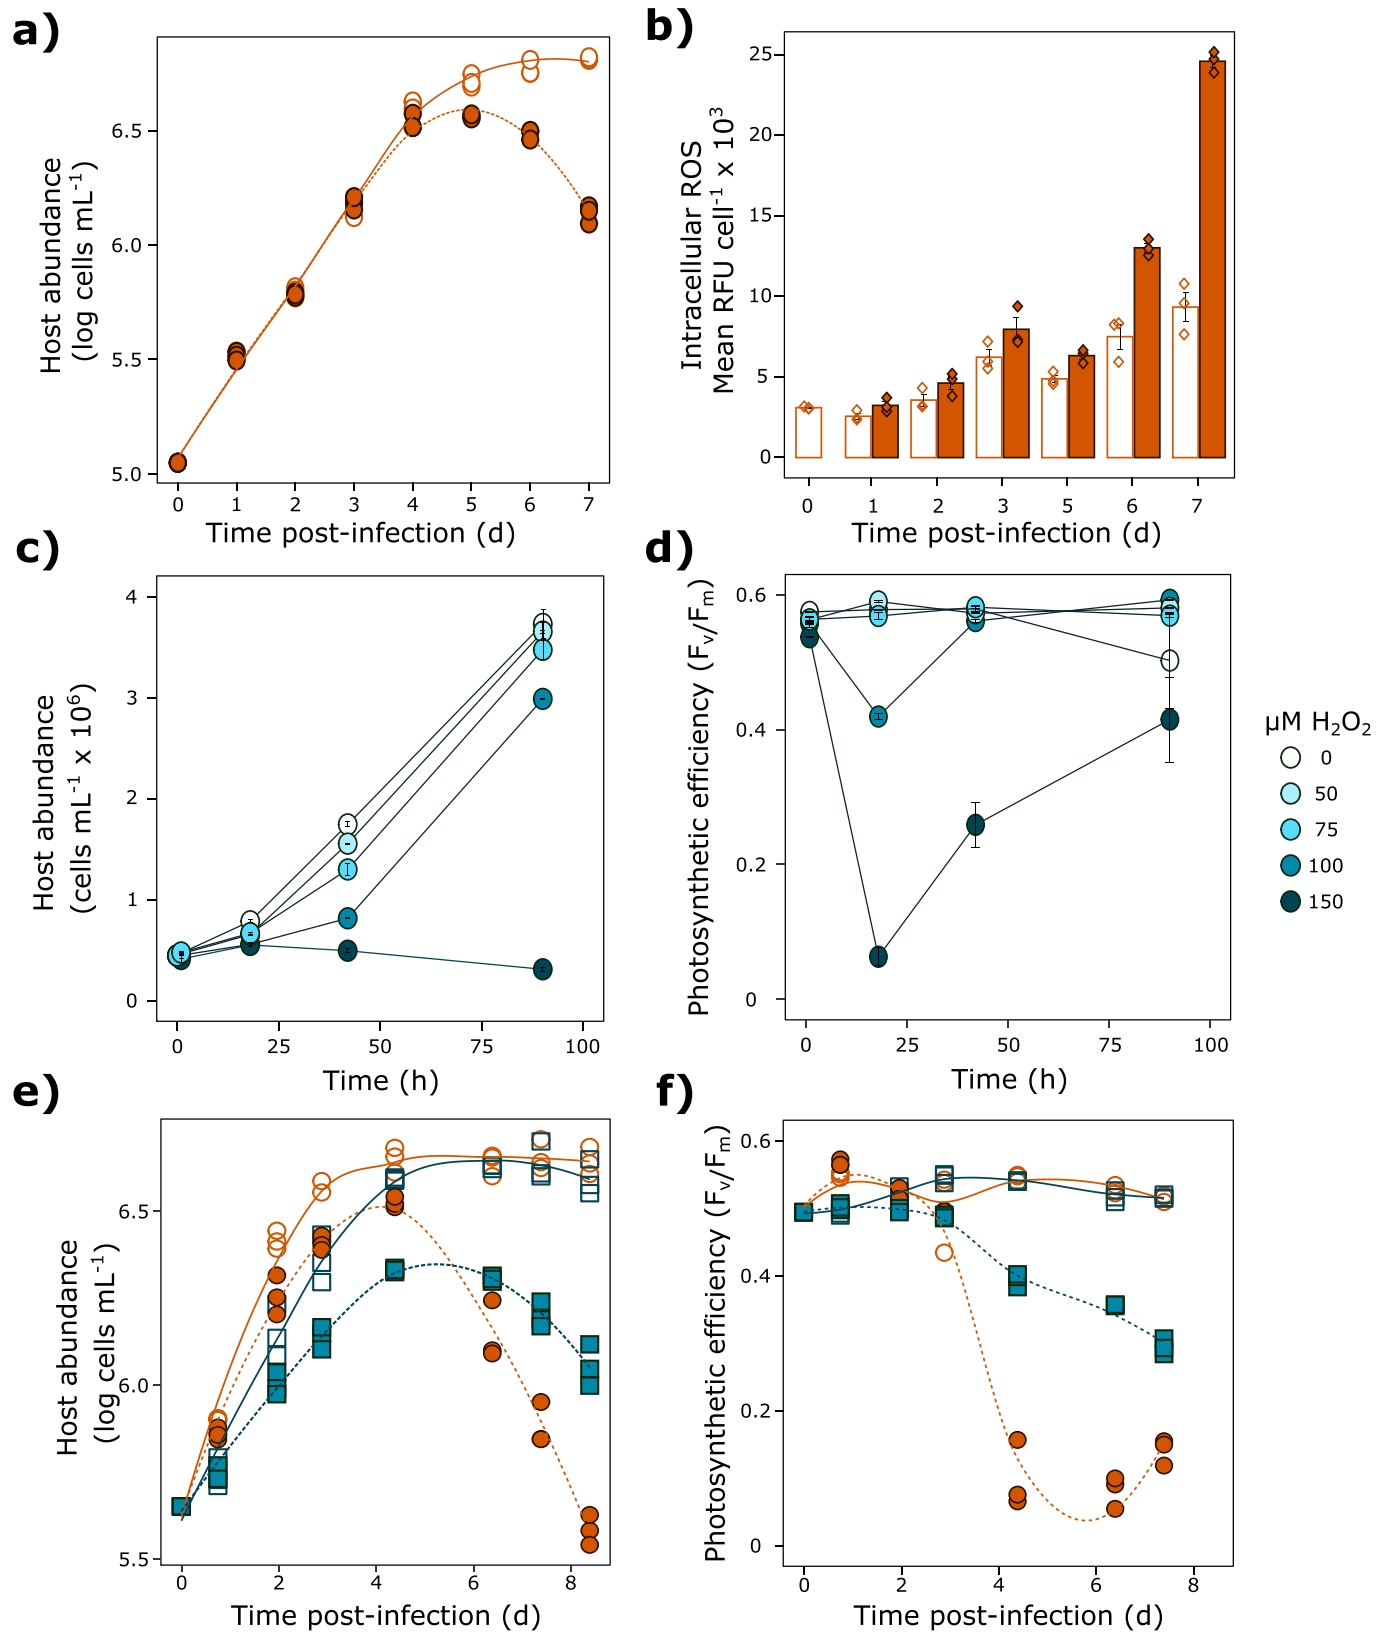 a)
Host abundance
(log cells mL⁻¹)
6.5
6.0
5.5
5.0
0 1 2 3 4 5 6 7
Time post-infection (d)
b)
Intracellular ROS
Mean RFU cell⁻¹ x 10³
25
20
15
10
5
0
0 1 2 3 5 6 7
Time post-infection (d)
c)
Host abundance
(cells mL⁻¹ x 10⁶)
4
3
2
1
0
0 25 50 75 100
Time (h)
d)
Photosynthetic efficiency (Fᵥ/Fₘ)
0.6
0.4
0.2
0
0 25 50 75 100
Time (h)
µM H₂O₂
0
50
75
100
150
e)
Host abundance
(log cells mL⁻¹)
6.5
6.0
5.5
0 2 4 6 8
Time post-infection (d)
f)
Photosynthetic efficiency (Fᵥ/Fₘ)
0.6
0.4
0.2
0
0 2 4 6 8
Time post-infection (d)